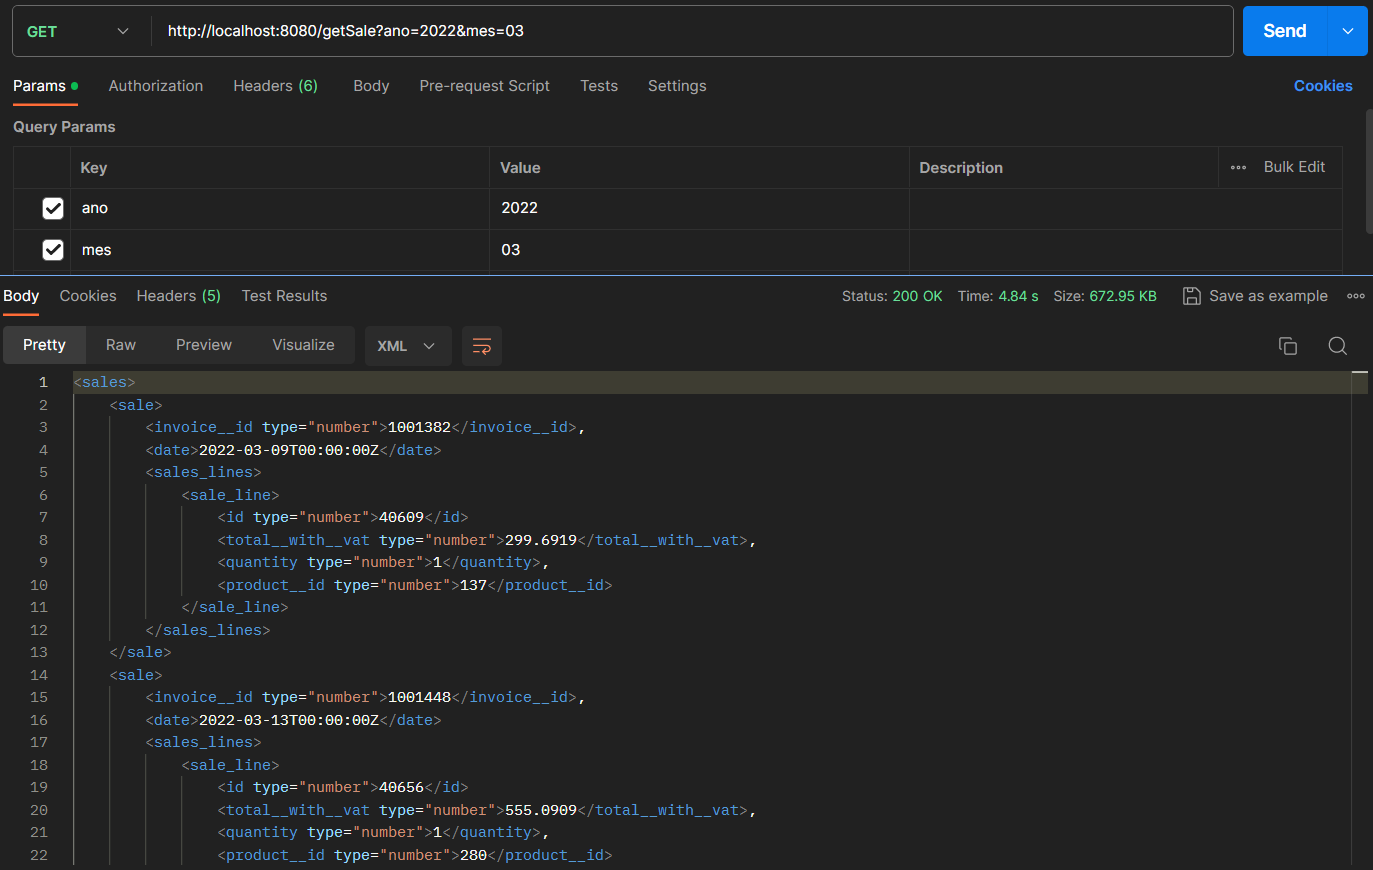 GET http://localhost:8080/getSale?ano=2022&mes=03 Send
Params Authorization Headers (6) Body Pre-request Script Tests Settings Cookies
Query Params
Key Value Description ••• Bulk Edit
ano 2022
mes 03
Body Cookies Headers (5) Test Results Status: 200 OK Time: 4.84 s Size: 672.95 KB Save as example
Pretty Raw Preview Visualize XML
1 <sales>
2 <sale>
3 <invoice__id type="number">1001382</invoice__id>,
4 <date>2022-03-09T00:00:00Z</date>
5 <sales_lines>
6 <sale_line>
7 <id type="number">40609</id>
8 <total__with__vat type="number">299.6919</total__with__vat>,
9 <quantity type="number">1</quantity>,
10 <product__id type="number">137</product__id>
11 </sale_line>
12 </sales_lines>
13 </sale>
14 <sale>
15 <invoice__id type="number">1001448</invoice__id>,
16 <date>2022-03-13T00:00:00Z</date>
17 <sales_lines>
18 <sale_line>
19 <id type="number">40656</id>
20 <total__with__vat type="number">555.0909</total__with__vat>,
21 <quantity type="number">1</quantity>,
22 <product__id type="number">280</product__id>